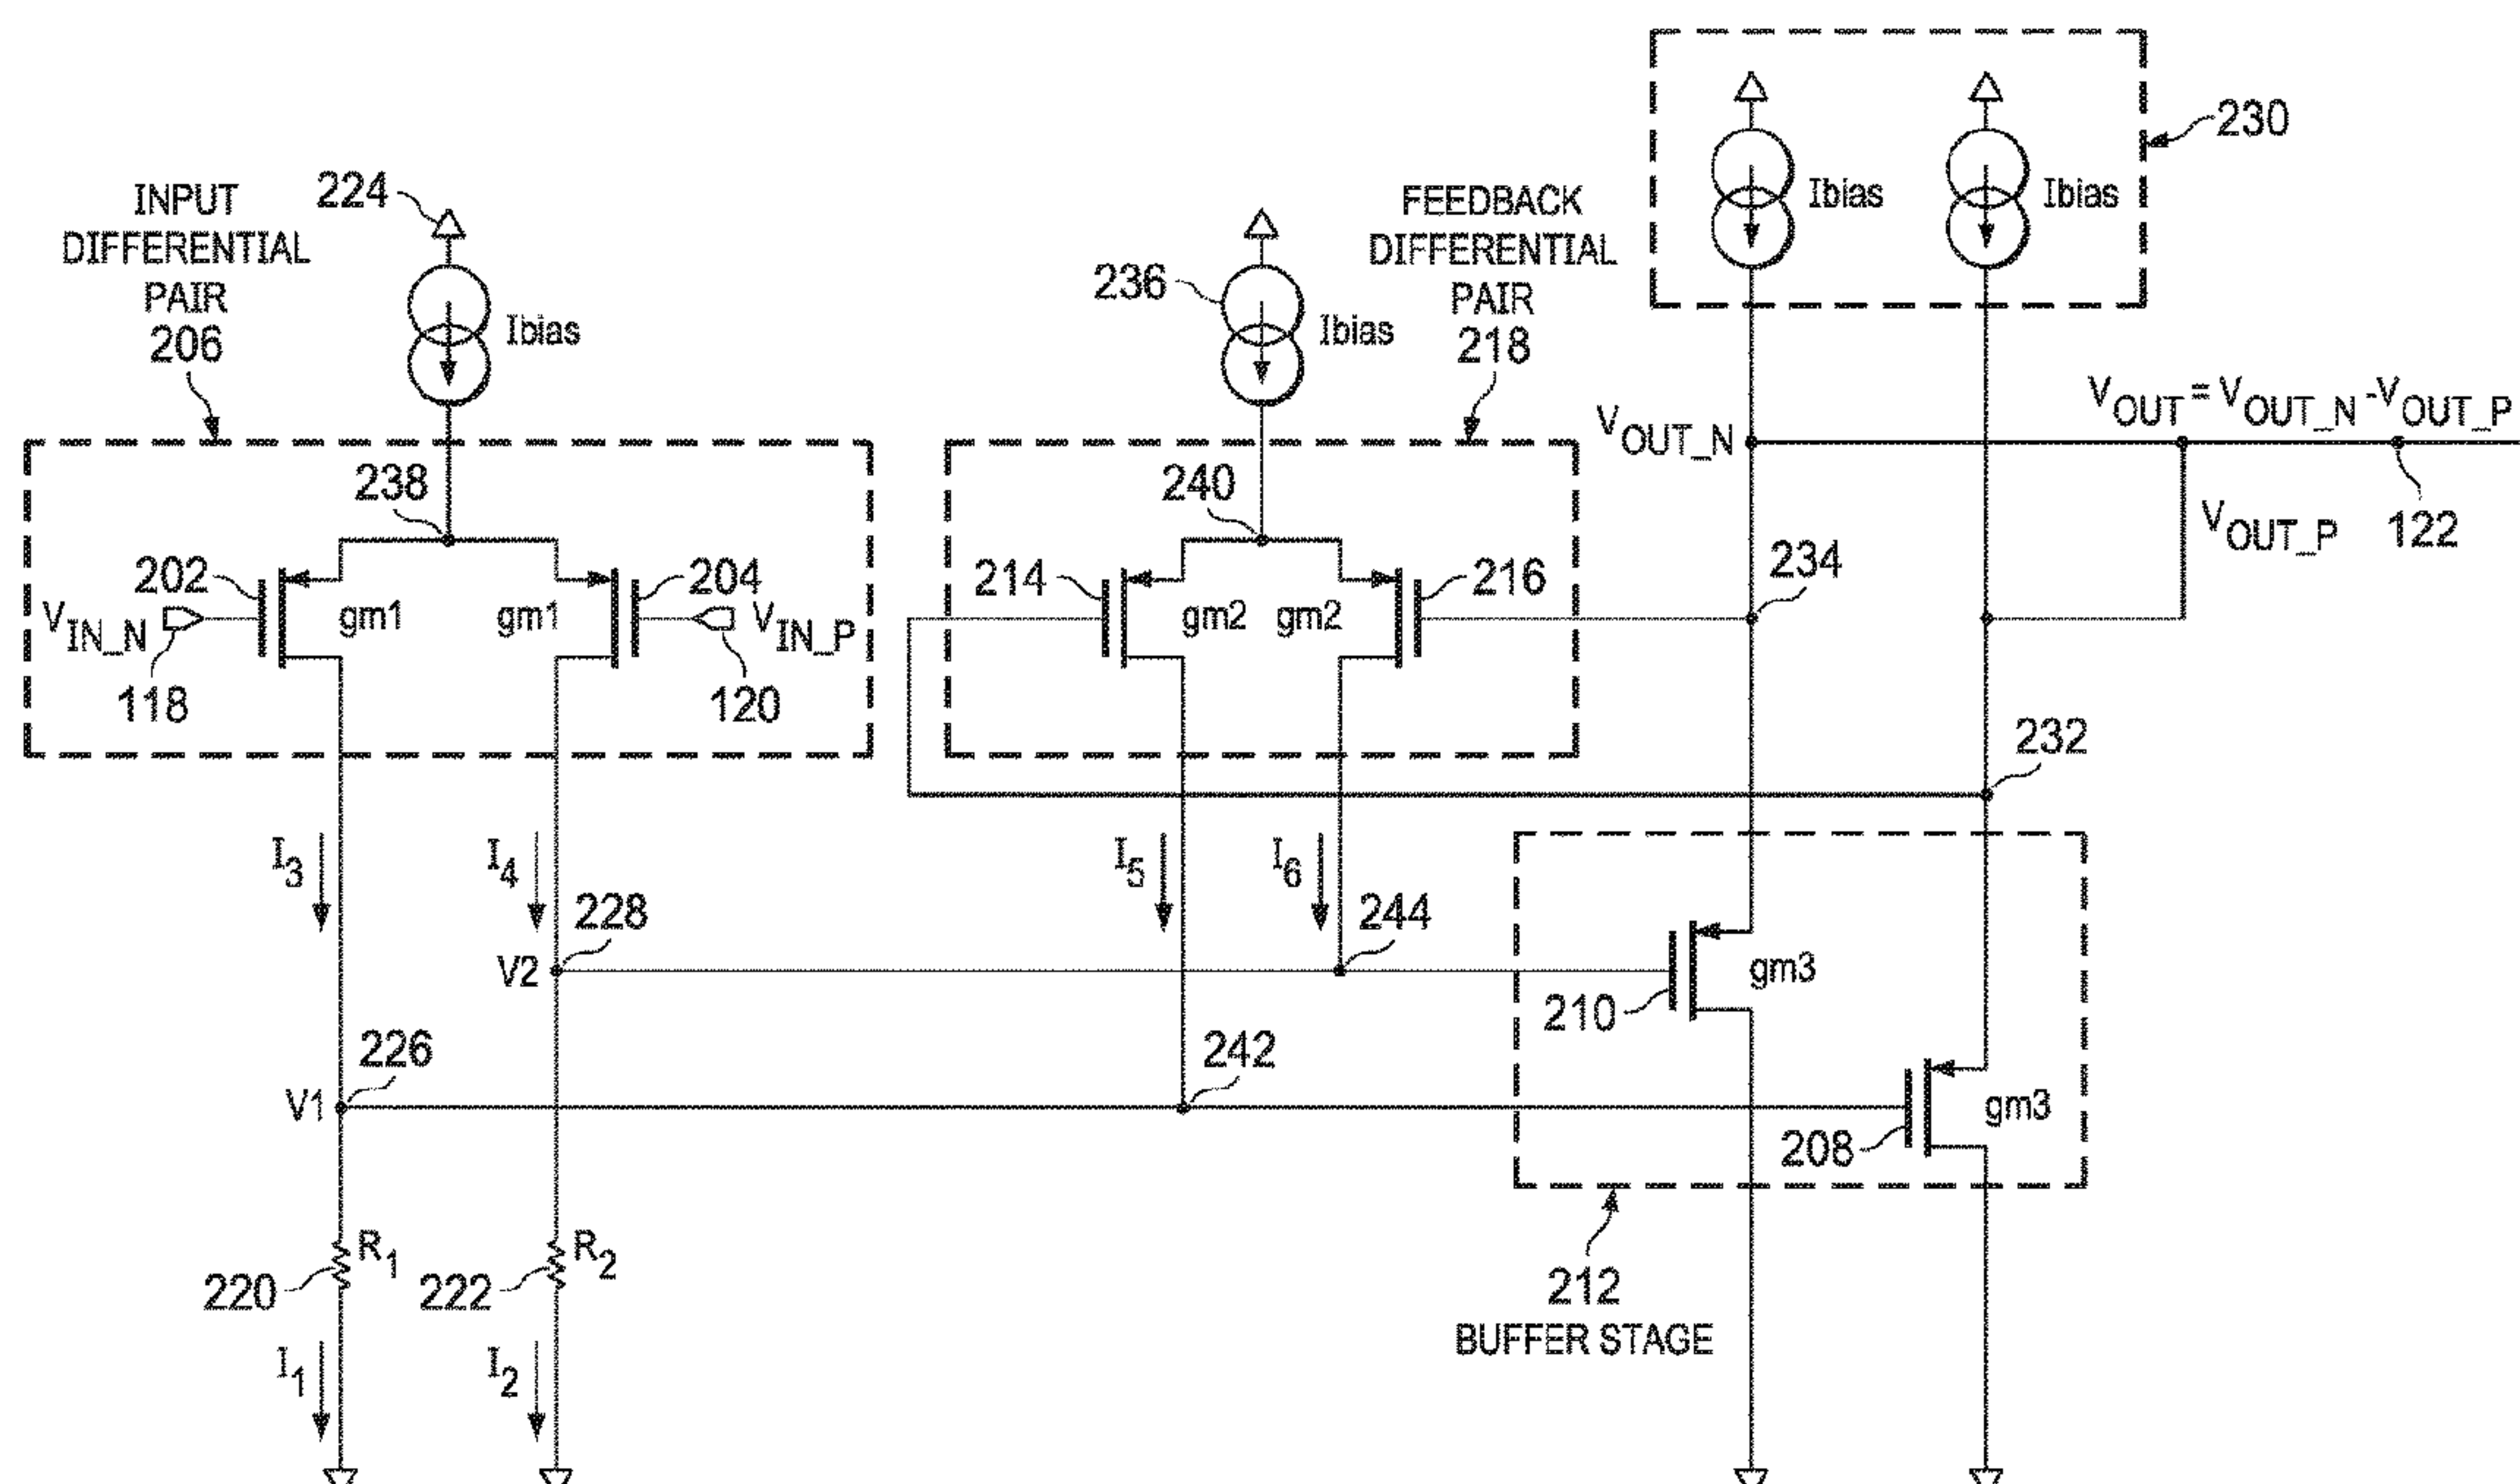 INPUT
DIFFERENTIAL
PAIR
206
224
Ibias
236
Ibias
FEEDBACK
DIFFERENTIAL
PAIR
218
Ibias
Ibias
230
VOUT_N
VOUT = VOUT_N -VOUT_P
VOUT_P
122
238
202
VIN_N
118
gm1
gm1
204
VIN_P
120
240
214
gm2
gm2
216
234
232
I3
I4
I5
I6
V2
228
244
210
gm3
V1
226
242
208
gm3
220
R1
222
R2
I1
I2
212
BUFFER STAGE